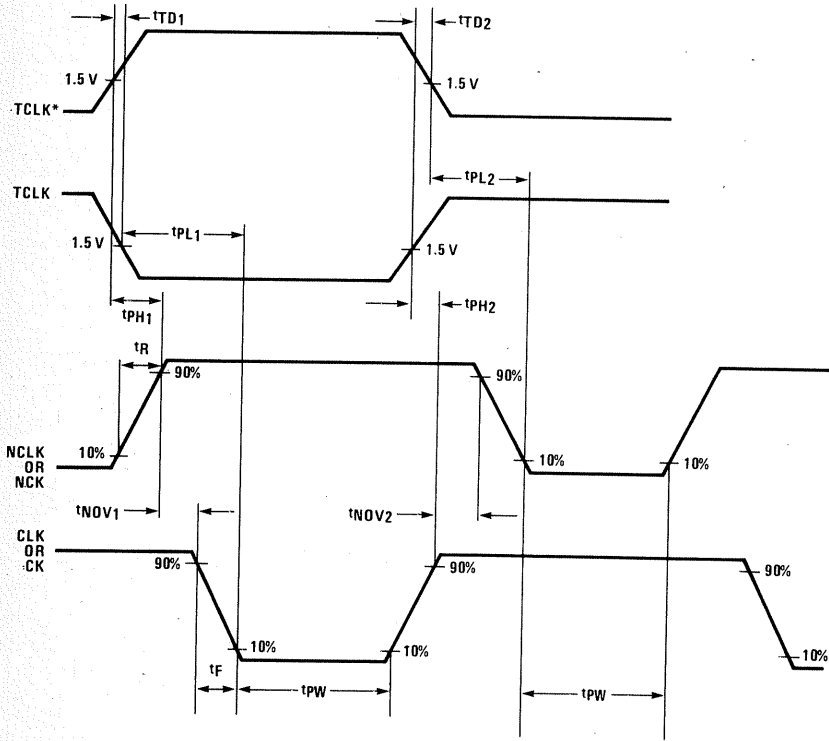 tTD1
tTD2
1.5 V
1.5 V
TCLK*
tPL2
TCLK
tPL1
1.5 V
1.5 V
tPH1
tPH2
tR
90%
90%
10%
10%
10%
NCLK
OR
NCK
tNOV1
tNOV2
CLK
OR
CK
90%
90%
90%
10%
10%
10%
tF
tPW
tPW